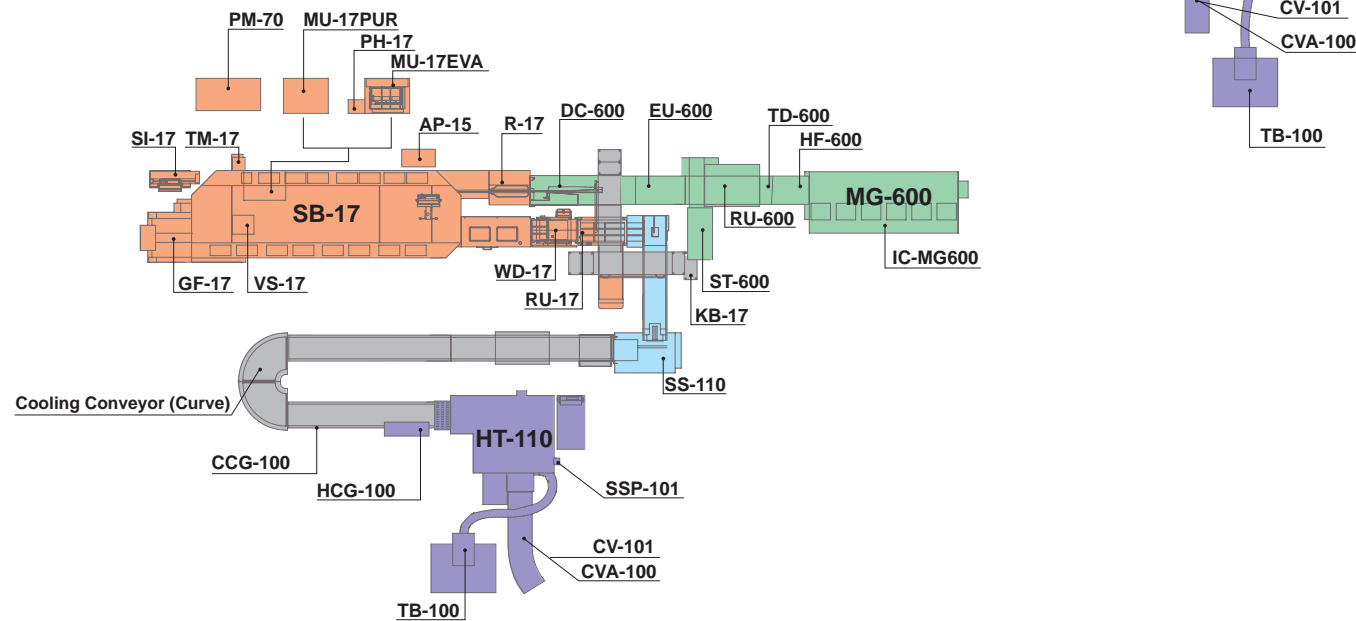 PM-70
MU-17PUR
PH-17
MU-17EVA
CV-101
CVA-100
TB-100
SI-17
TM-17
AP-15
R-17
DC-600
EU-600
TD-600
HF-600
SB-17
MG-600
RU-600
GF-17
VS-17
WD-17
RU-17
ST-600
KB-17
IC-MG600
SS-110
Cooling Conveyor (Curve)
HT-110
CCG-100
HCG-100
SSP-101
CV-101
CVA-100
TB-100